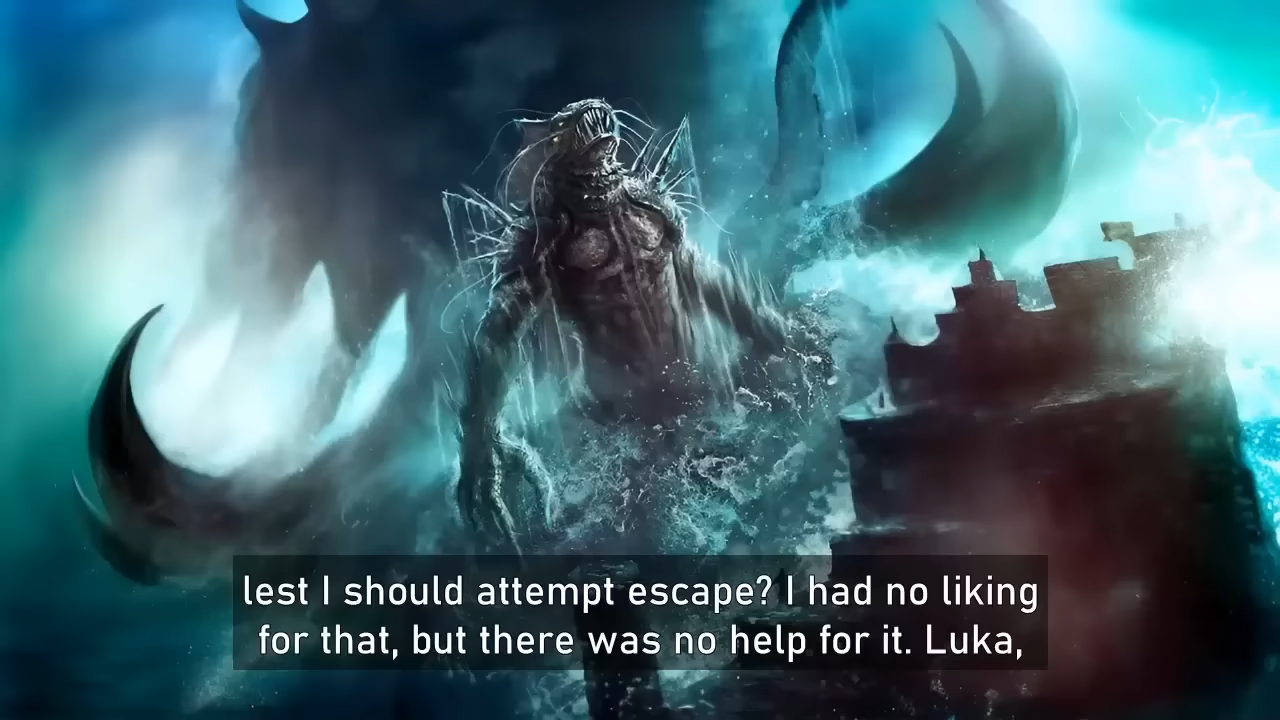 lest I should attempt escape? I had no liking
for that, but there was no help for it. Luka,